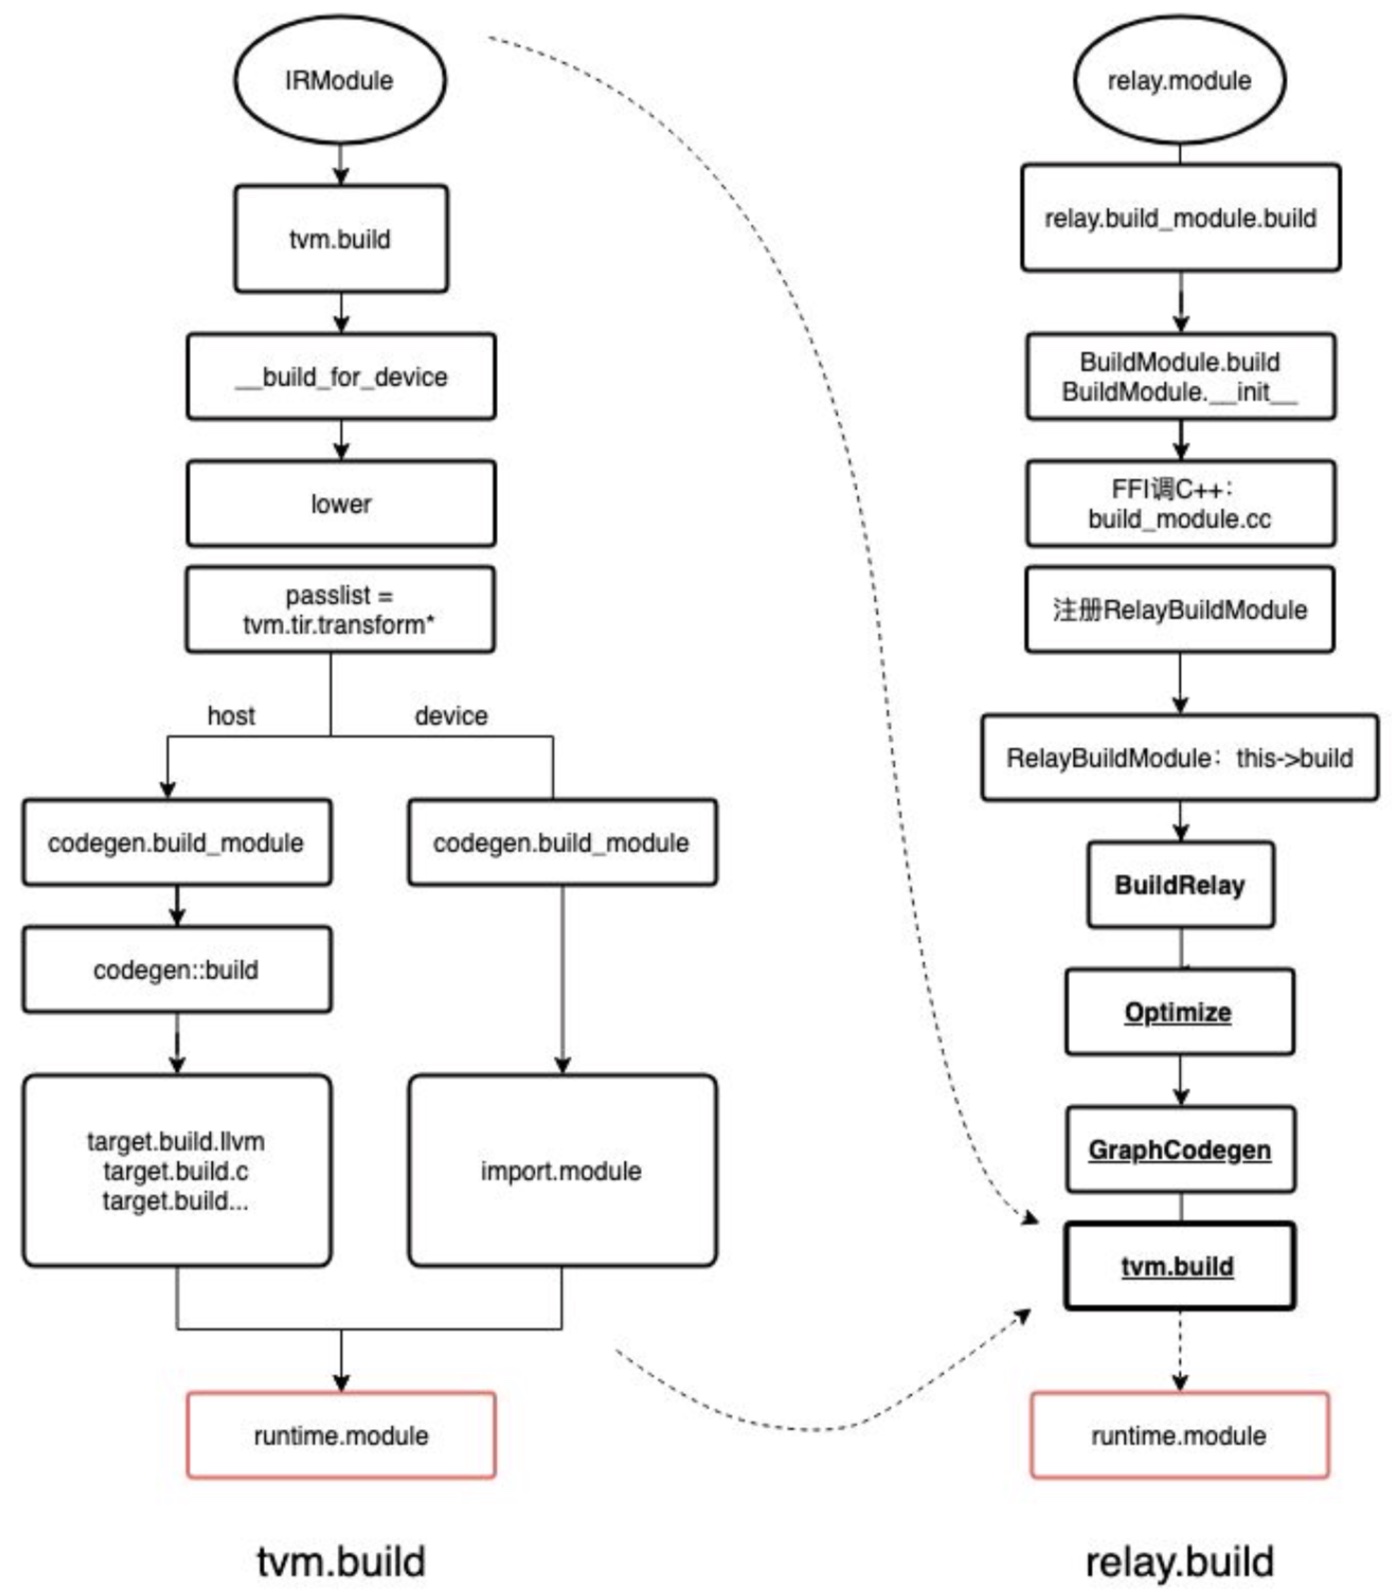 IRModule
tvm.build
__build_for_device
lower
passlist =
tvm.tir.transform*
host
device
codegen.build_module
codegen.build_module
codegen::build
target.build.llvm
target.build.c
target.build...
import.module
runtime.module
tvm.build
relay.module
relay.build_module.build
BuildModule.build
BuildModule.__init__
FFI调C++：
build_module.cc
注册RelayBuildModule
RelayBuildModule：this->build
BuildRelay
Optimize
GraphCodegen
tvm.build
runtime.module
relay.build